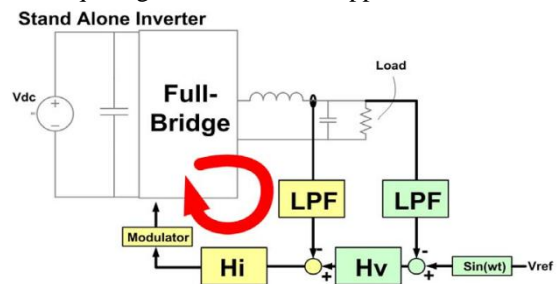 Stand Alone Inverter
Vdc
+
-
Full-
Bridge
Load
LPF
LPF
Modulator
Hi
-
+
Hv
-
+
Sin(wt)
Vref